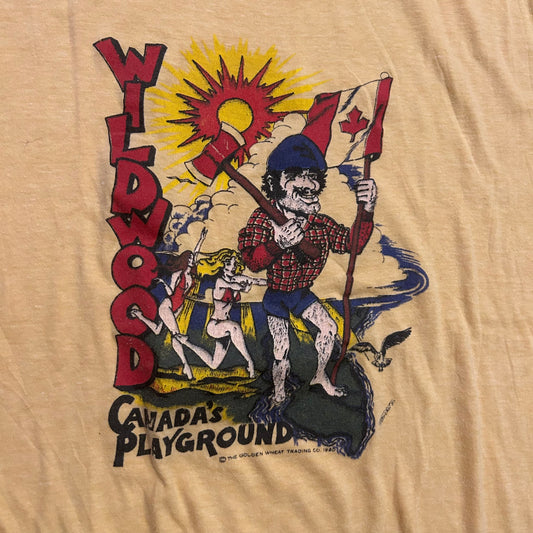 WILDWOOD
CANADA'S
PLAYGROUND
© THE GOLDEN WHEAT TRADING CO. 1980